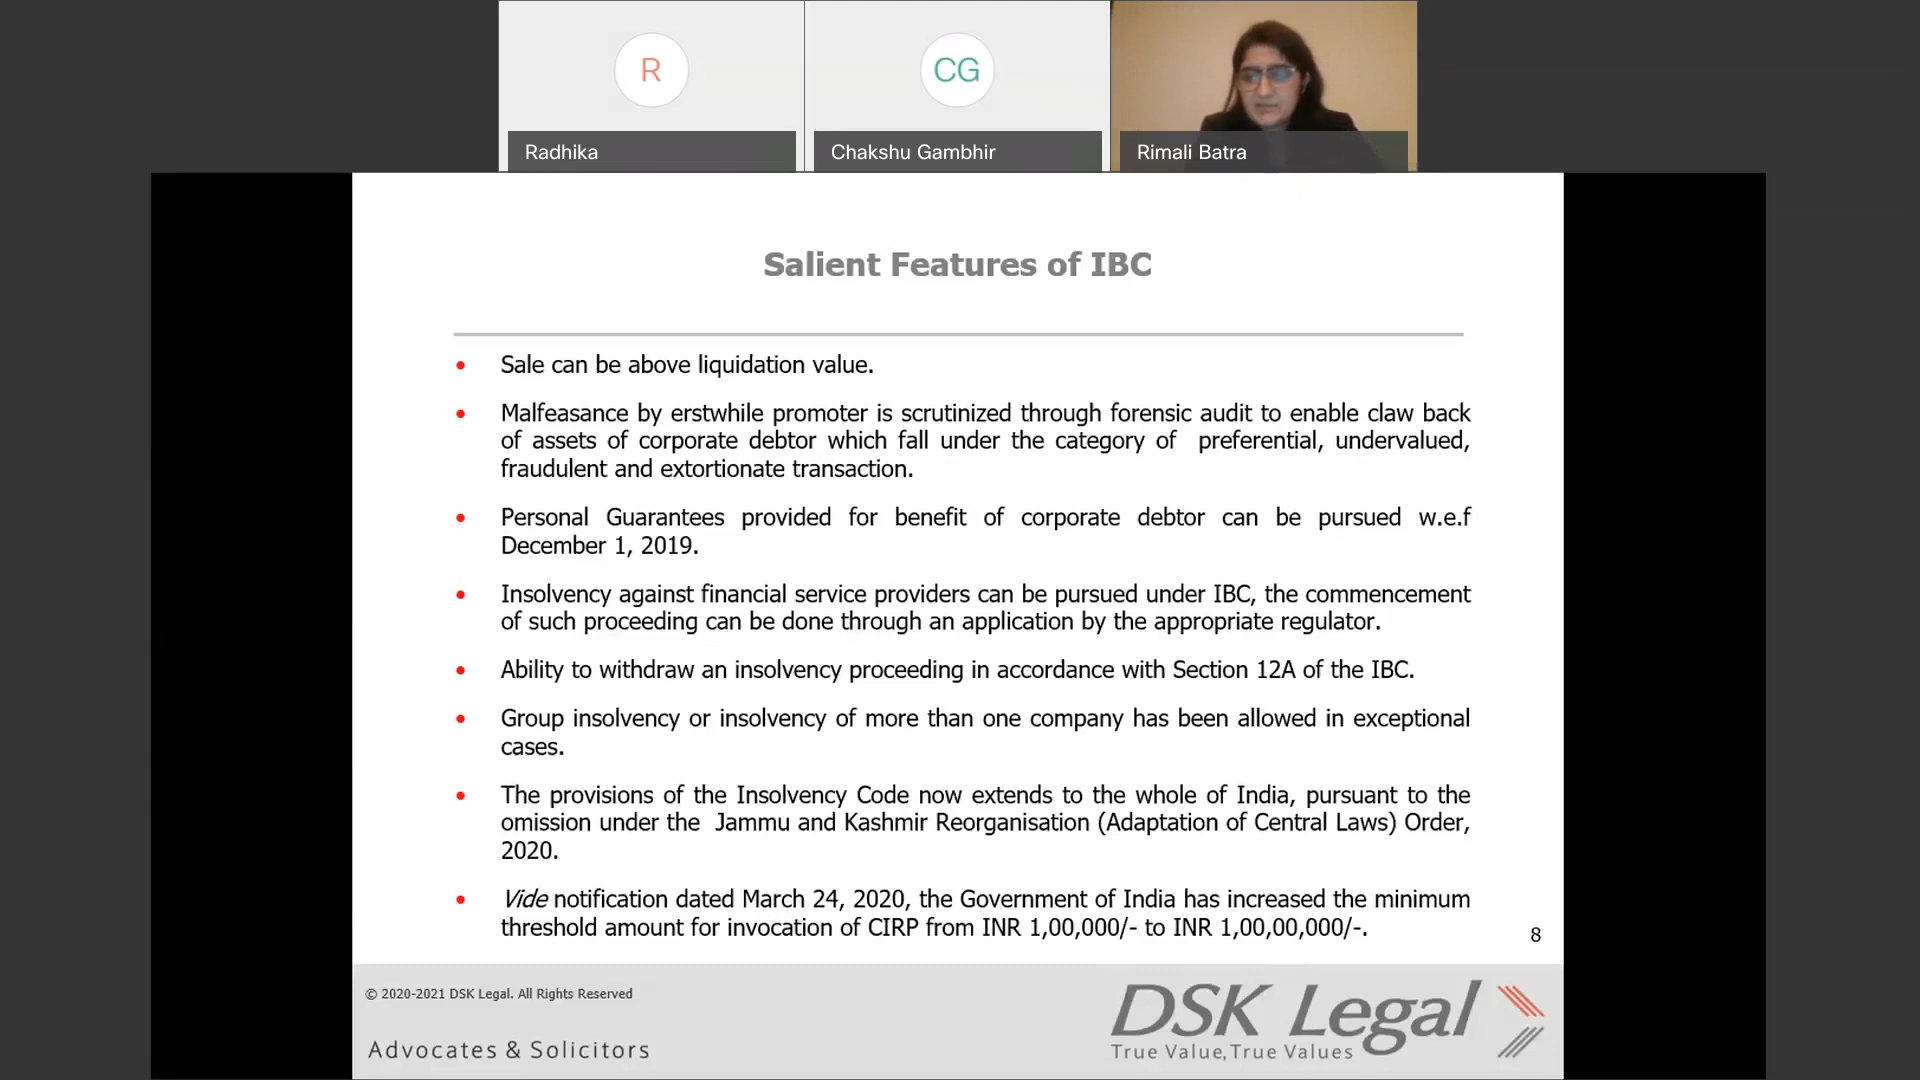 R
CG
Radhika
Chakshu Gambhir
Rimali Batra
Salient Features of IBC
• Sale can be above liquidation value.
• Malfeasance by erstwhile promoter is scrutinized through forensic audit to enable claw back
of assets of corporate debtor which fall under the category of preferential, undervalued,
fraudulent and extortionate transaction.
• Personal Guarantees provided for benefit of corporate debtor can be pursued w.e.f
December 1, 2019.
• Insolvency against financial service providers can be pursued under IBC, the commencement
of such proceeding can be done through an application by the appropriate regulator.
• Ability to withdraw an insolvency proceeding in accordance with Section 12A of the IBC.
• Group insolvency or insolvency of more than one company has been allowed in exceptional
cases.
• The provisions of the Insolvency Code now extends to the whole of India, pursuant to the
omission under the Jammu and Kashmir Reorganisation (Adaptation of Central Laws) Order,
2020.
• Vide notification dated March 24, 2020, the Government of India has increased the minimum
threshold amount for invocation of CIRP from INR 1,00,000/- to INR 1,00,00,000/-.
8
© 2020-2021 DSK Legal. All Rights Reserved
Advocates & Solicitors
DSK Legal
True Value, True Values